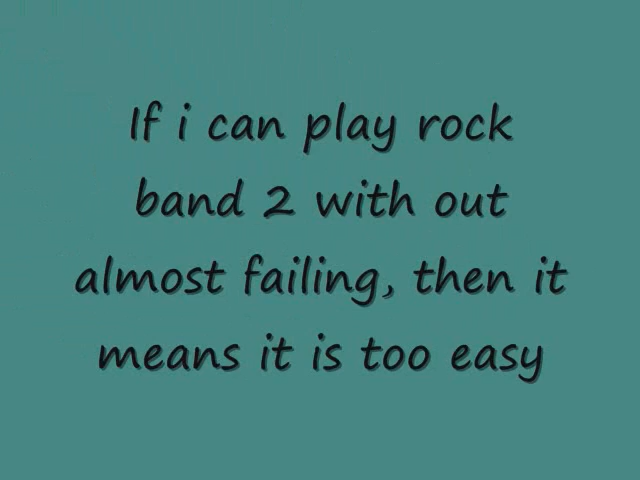 If i can play rock
band 2 with out
almost failing, then it
means it is too easy